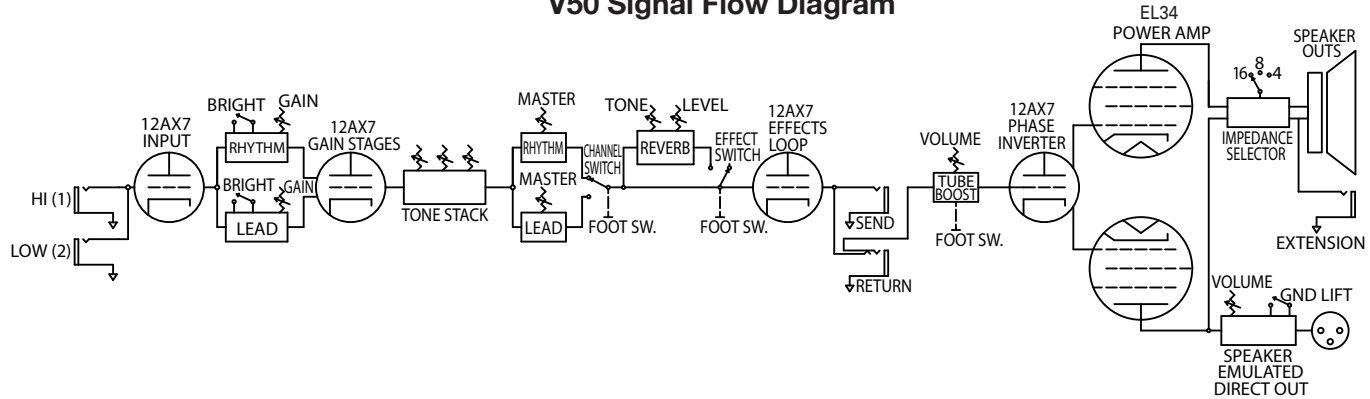 V50 Signal Flow Diagram
HI (1)
LOW (2)
12AX7
INPUT
BRIGHT
GAIN
RHYTHM
BRIGHT
GAIN
LEAD
12AX7
GAIN STAGES
TONE STACK
MASTER
RHYTHM
MASTER
LEAD
CHANNEL
SWITCH
FOOT SW.
TONE
LEVEL
REVERB
EFFECT
SWITCH
FOOT SW.
12AX7
EFFECTS
LOOP
SEND
RETURN
VOLUME
TUBE
BOOST
FOOT SW.
12AX7
PHASE
INVERTER
EL34
POWER AMP
16
8
4
IMPEDANCE
SELECTOR
SPEAKER
OUTS
EXTENSION
VOLUME
GND LIFT
SPEAKER
EMULATED
DIRECT OUT